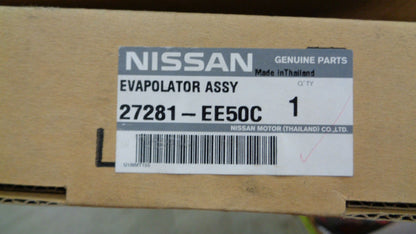 NISSAN
GENUINE PARTS
Made in Thailand
EVAPOLATOR ASSY
Q'TY
27281-EE50C
1
NISSAN MOTOR (THAILAND) CO.,LTD.
L